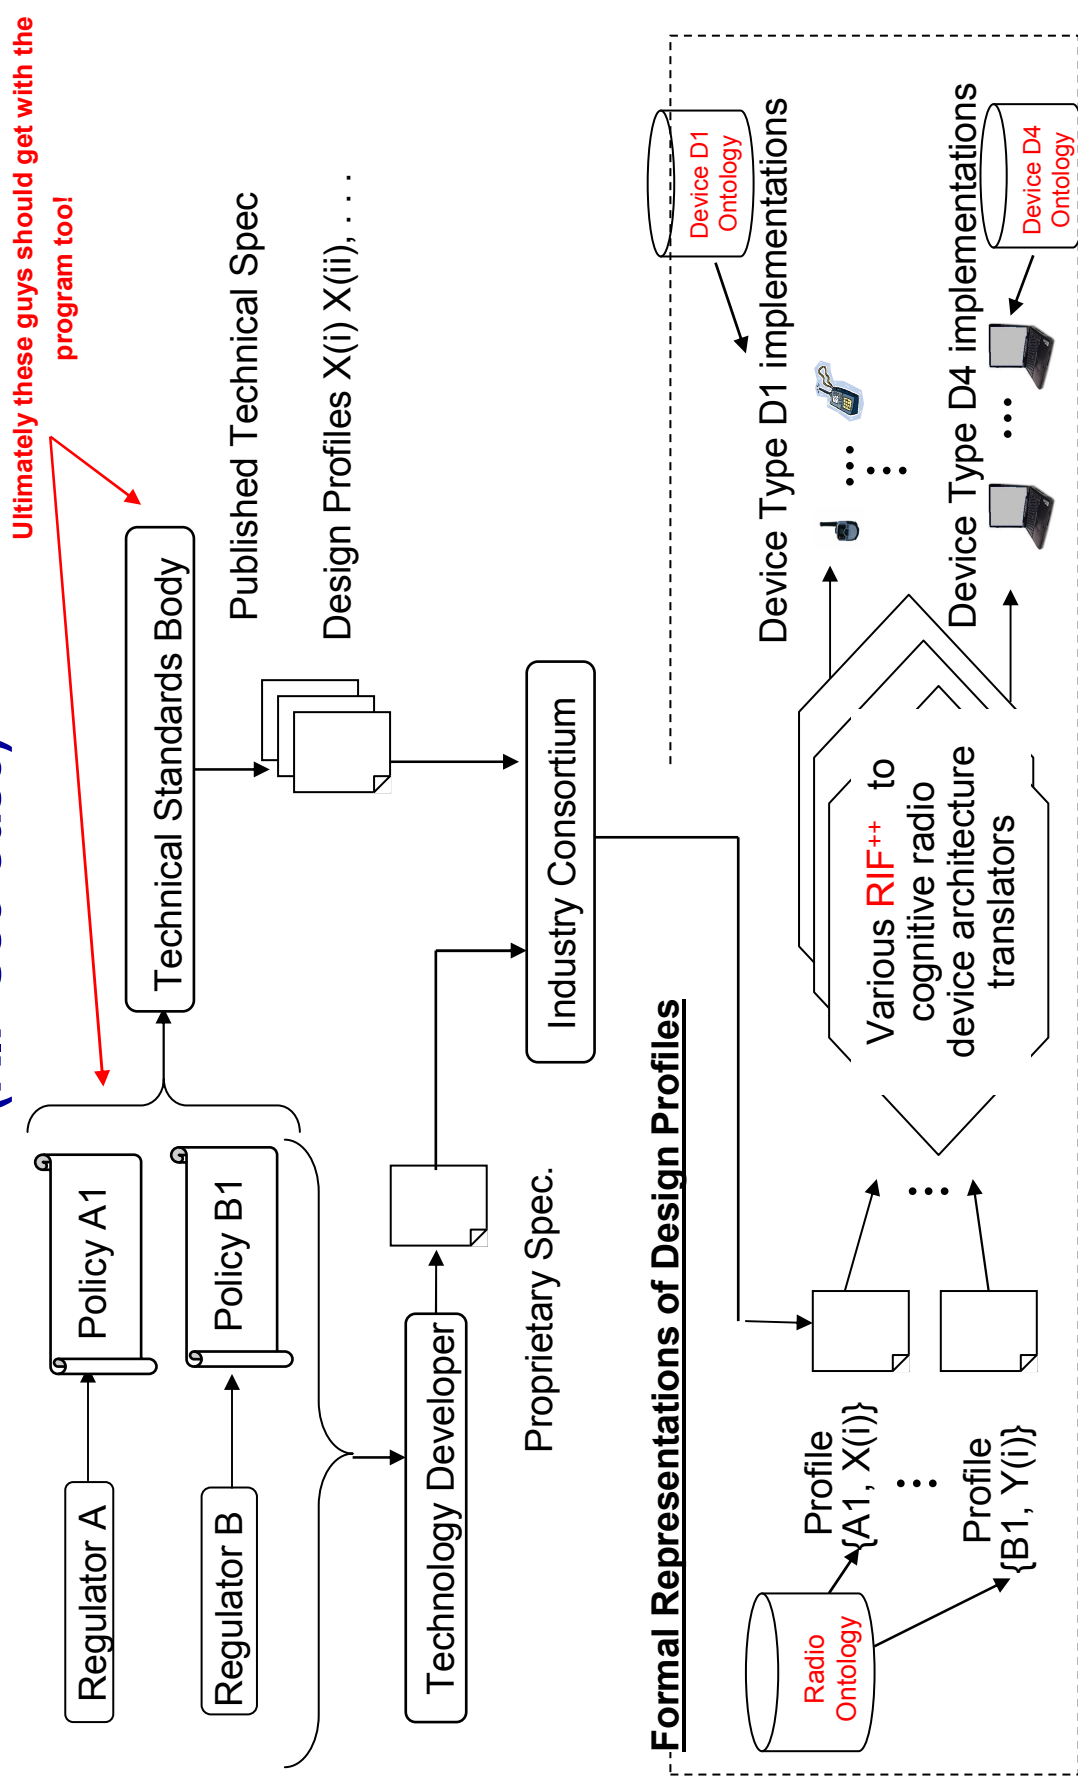 Ultimately these guys should get with the
program too!
Regulator A
Policy A1
Regulator B
Policy B1
Technical Standards Body
Published Technical Spec
Design Profiles X(i) X(ii), . . .
Technology Developer
Proprietary Spec.
Industry Consortium
Formal Representations of Design Profiles
Radio
Ontology
Profile
{A1, X(i)}
Profile
{B1, Y(i)}
Various RIF++ to
cognitive radio
device architecture
translators
Device D1
Ontology
Device Type D1 implementations
Device Type D4 implementations
Device D4
Ontology